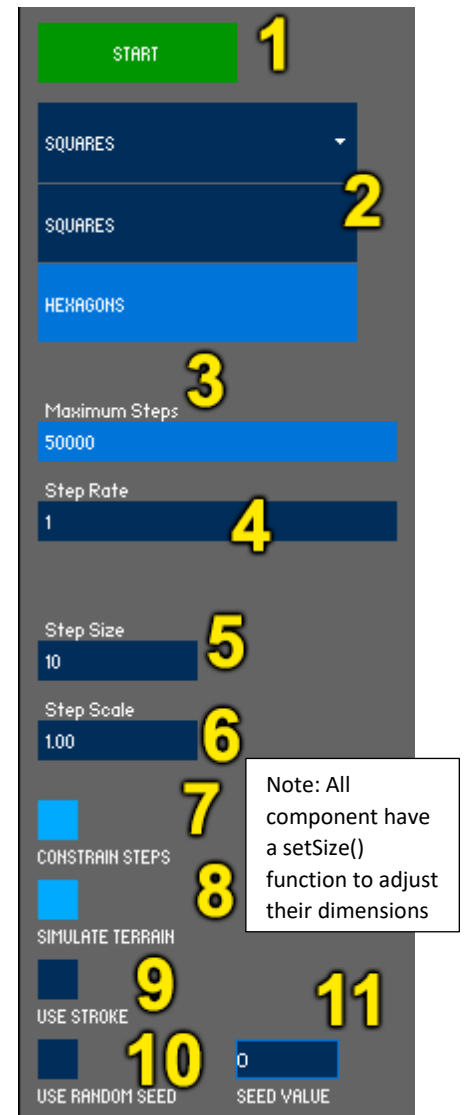 START
1
SQUARES
2
SQUARES
HEXAGONS
3
Maximum Steps
50000
Step Rate
1
4
Step Size
10
5
Step Scale
1.00
6
7
CONSTRAIN STEPS
Note: All
component have
a setSize()
function to adjust
their dimensions
8
SIMULATE TERRAIN
9
USE STROKE
10
11
0
USE RANDOM SEED
SEED VALUE